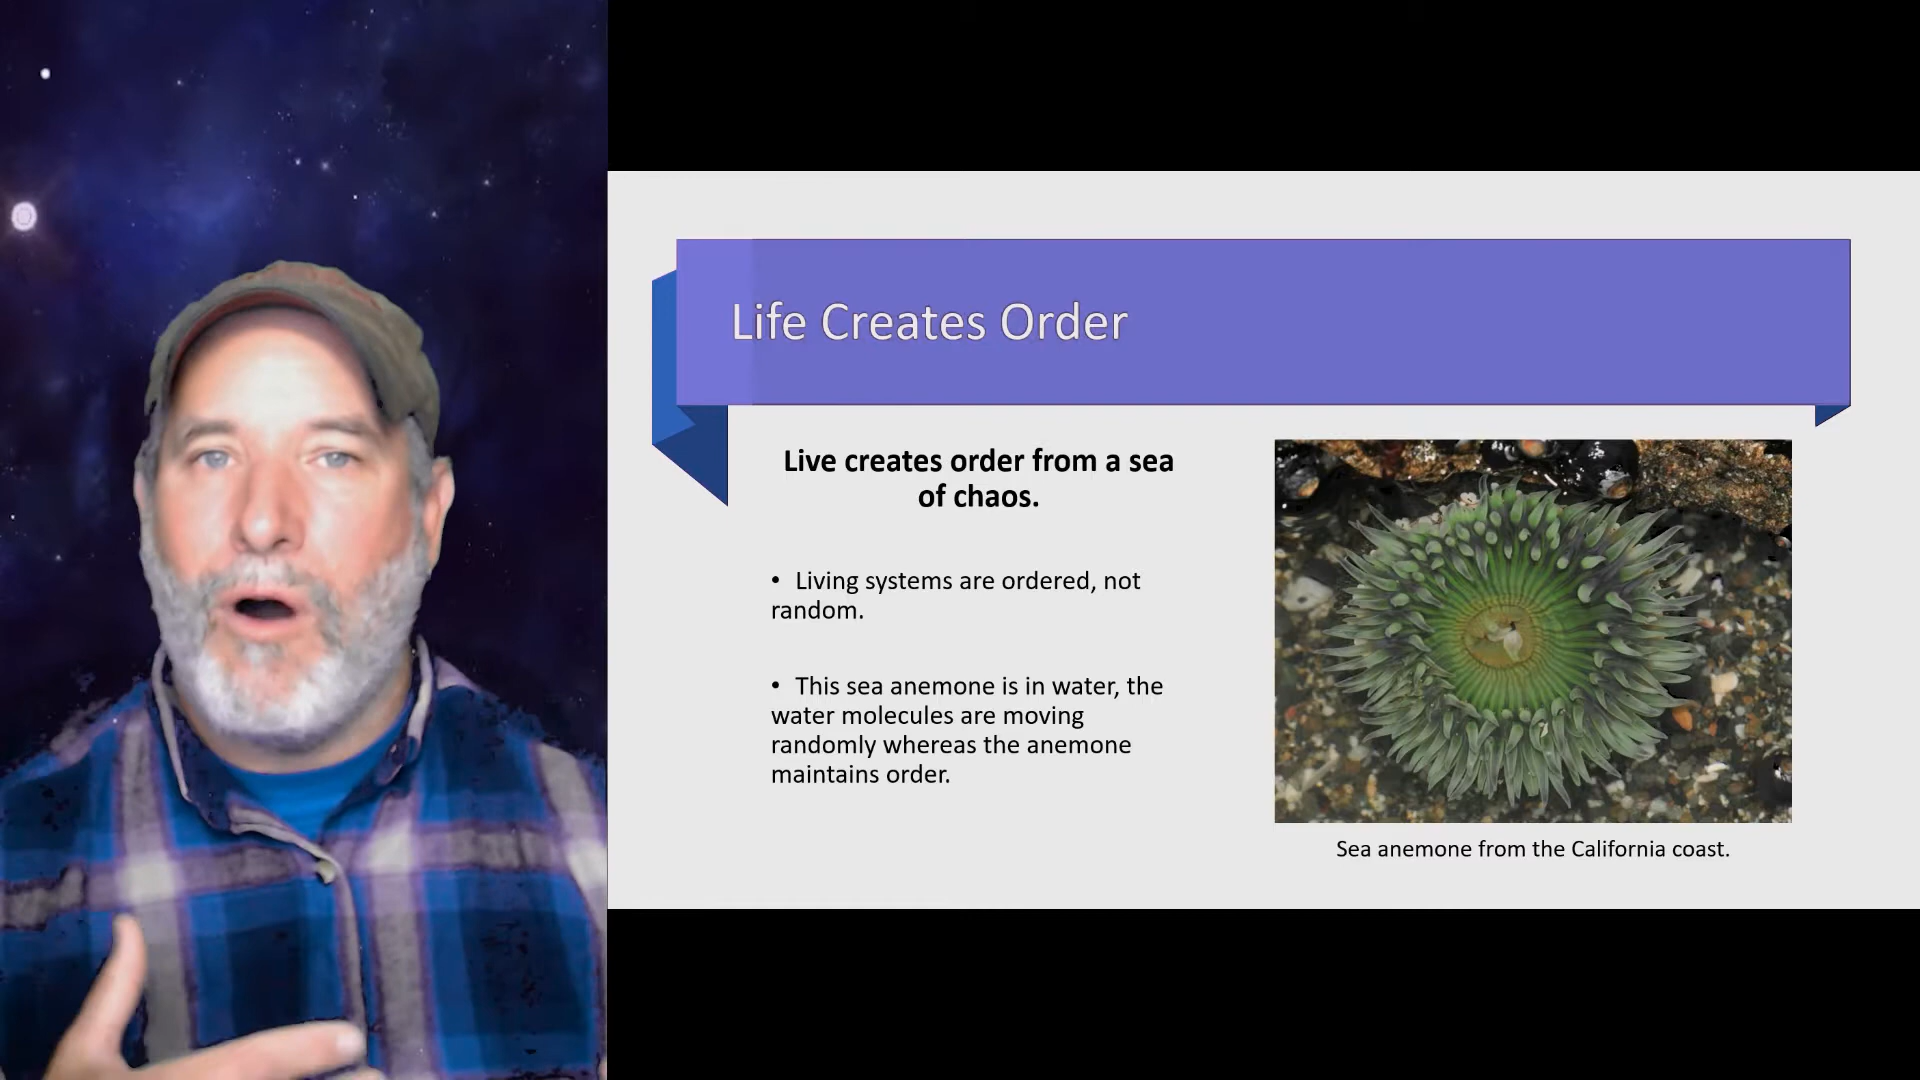 Life Creates Order
Live creates order from a sea
of chaos.
• Living systems are ordered, not
random.
• This sea anemone is in water, the
water molecules are moving
randomly whereas the anemone
maintains order.
Sea anemone from the California coast.